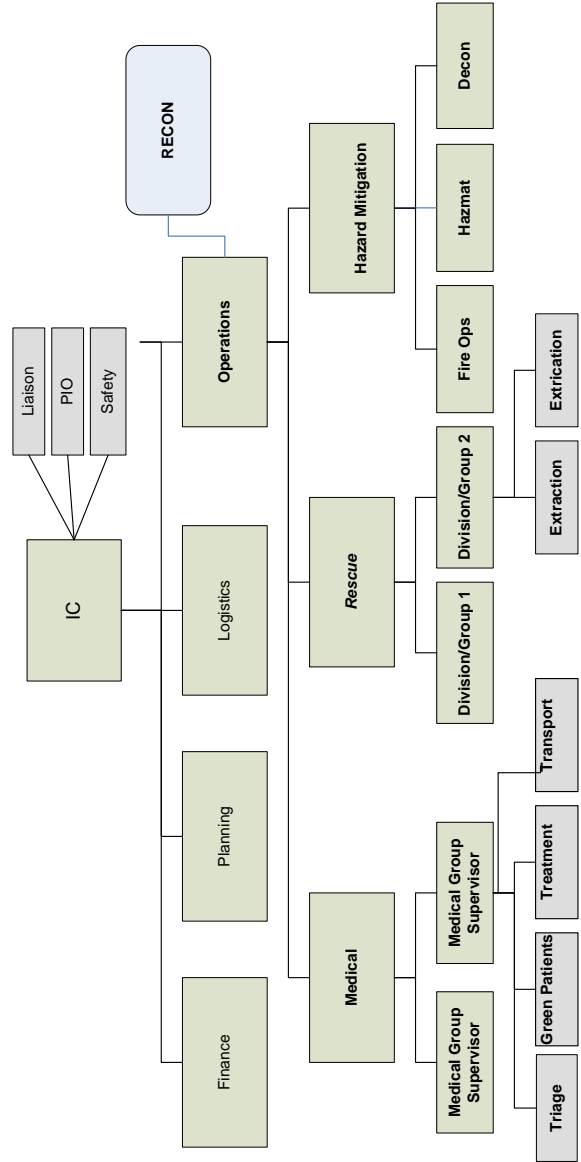 Liaison
PIO
Safety
IC
RECON
Finance
Planning
Logistics
Operations
Medical
Rescue
Hazard Mitigation
Medical Group
Supervisor
Medical Group
Supervisor
Division/Group 1
Division/Group 2
Fire Ops
Hazmat
Decon
Triage
Green Patients
Treatment
Transport
Extraction
Extrication